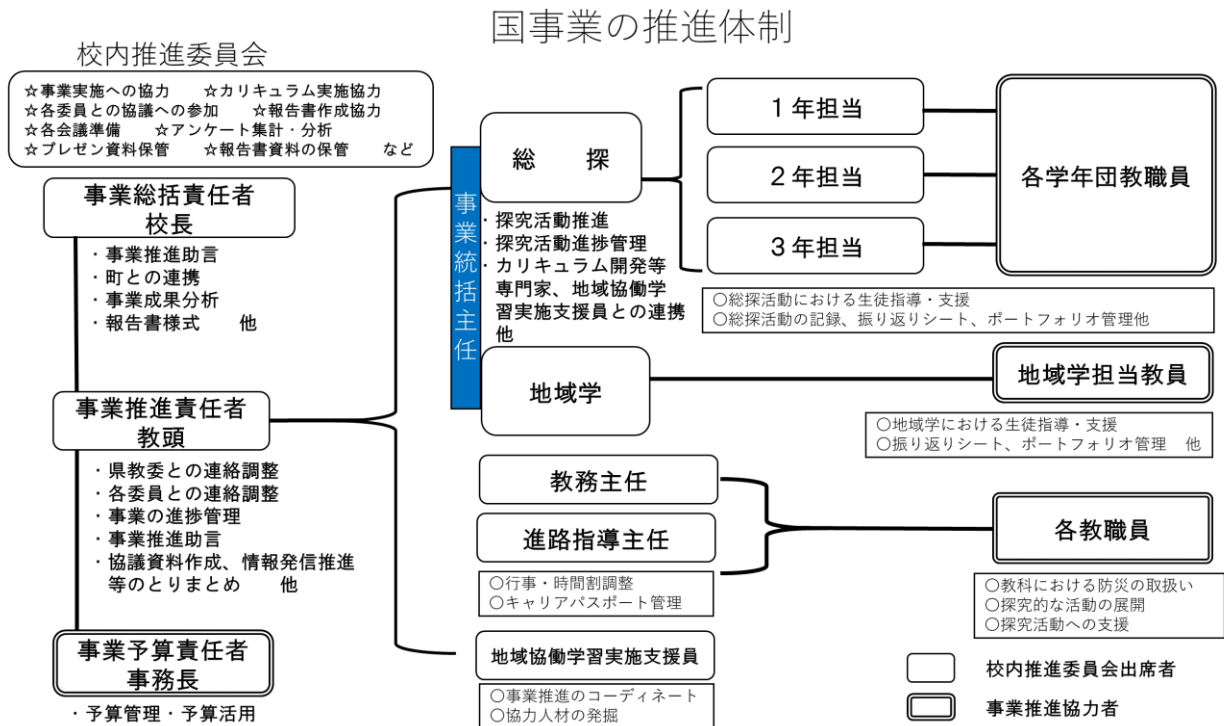 国事業の推進体制
校内推進委員会
☆事業実施への協力　☆カリキュラム実施協力
☆各委員との協議への参加　☆報告書作成協力
☆各会議準備　☆アンケート集計・分析
☆プレゼン資料保管　☆報告書資料の保管　など
事業総括責任者
校長
・事業推進助言
・町との連携
・事業成果分析
・報告書様式　他
事業推進責任者
教頭
・県教委との連絡調整
・各委員との連絡調整
・事業の進捗管理
・事業推進助言
・協議資料作成、情報発信推進
等のとりまとめ　他
事業予算責任者
事務長
・予算管理・予算活用
事業統括主任
総　探
・探究活動推進
・探究活動進捗管理
・カリキュラム開発等
専門家、地域協働学
習実施支援員との連携
他
地域学
1年担当
2年担当
3年担当
各学年団教職員
○総探活動における生徒指導・支援
○総探活動の記録、振り返りシート、ポートフォリオ管理他
地域学担当教員
○地域学における生徒指導・支援
○振り返りシート、ポートフォリオ管理　他
教務主任
進路指導主任
○行事・時間割調整
○キャリアパスポート管理
各教職員
○教科における防災の取扱い
○探究的な活動の展開
○探究活動への支援
地域協働学習実施支援員
○事業推進のコーディネート
○協力人材の発掘
校内推進委員会出席者
事業推進協力者